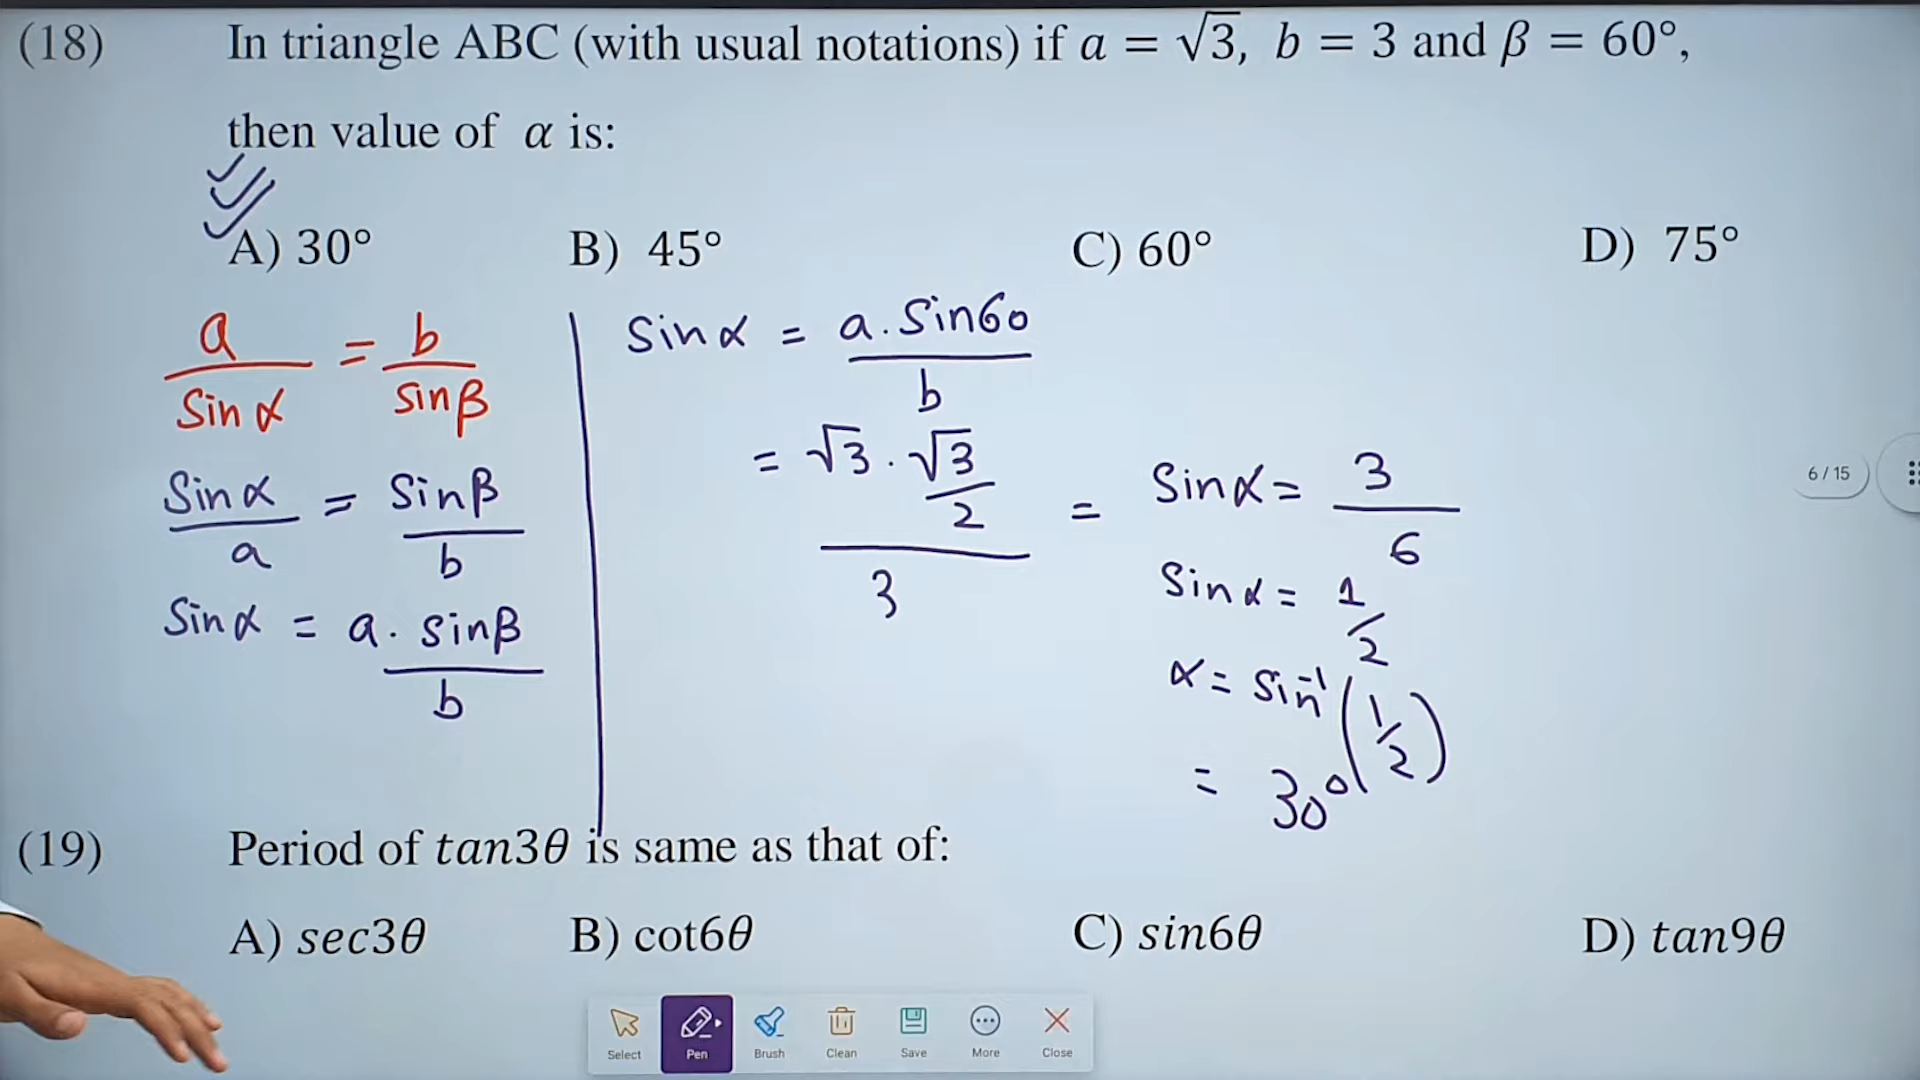 (18) In triangle ABC (with usual notations) if a = √3, b = 3 and β = 60°,
then value of α is:
A) 30° B) 45° C) 60° D) 75°
a/sin α = b/sin β
Sin α/a = Sin β/b
Sin α = a. sin β/b
Sin α = a. Sin60/b
= √3 . √3/2 / 3
= Sin α = 3/6
Sin α = 1/2
α = Sin⁻¹(1/2)
= 30°
6 / 15
(19) Period of tan3θ is same as that of:
A) sec3θ B) cot6θ C) sin6θ D) tan9θ
Select Pen Brush Clean Save More Close